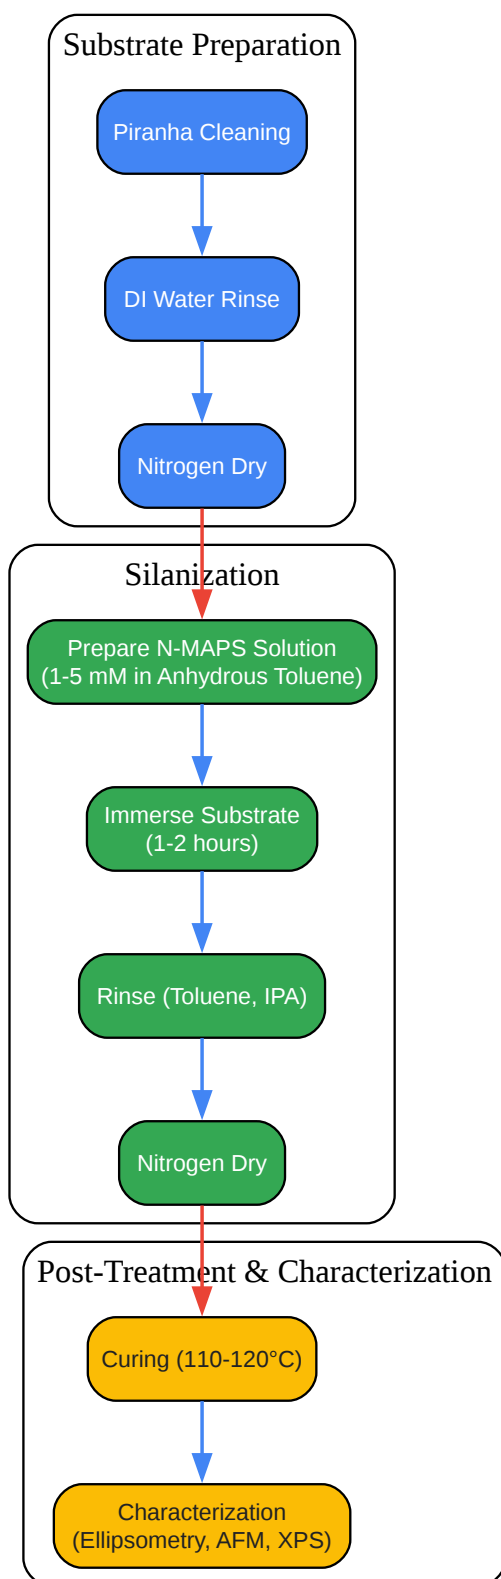 Substrate Preparation
Piranha Cleaning
DI Water Rinse
Nitrogen Dry
Silanization
Prepare N-MAPS Solution
(1-5 mM in Anhydrous Toluene)
Immerse Substrate
(1-2 hours)
Rinse (Toluene, IPA)
Nitrogen Dry
Post-Treatment & Characterization
Curing (110-120°C)
Characterization
(Ellipsometry, AFM, XPS)